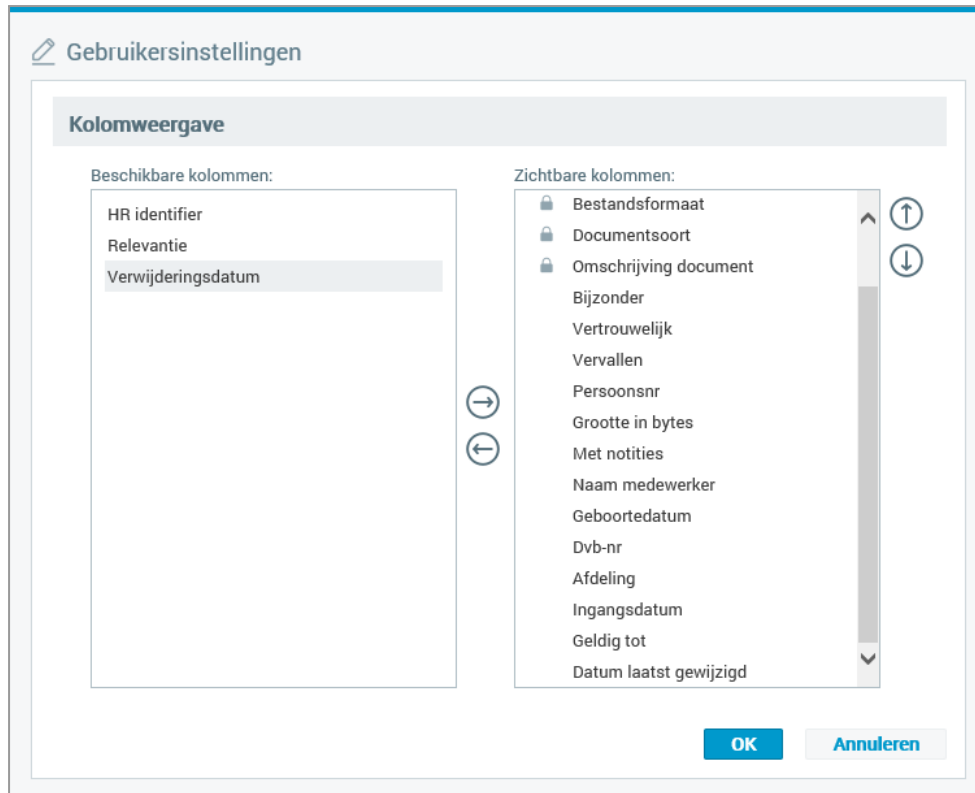 Gebruikersinstellingen
Kolomweergave
Beschikbare kolommen:
HR identifier
Relevantie
Verwijderingsdatum
Zichtbare kolommen:
Bestandsformaat
Documentsoort
Omschrijving document
Bijzonder
Vertrouwelijk
Vervallen
Persoonsnr
Grootte in bytes
Met notities
Naam medewerker
Geboortedatum
Dvb-nr
Afdeling
Ingangsdatum
Geldig tot
Datum laatst gewijzigd
OK
Annuleren